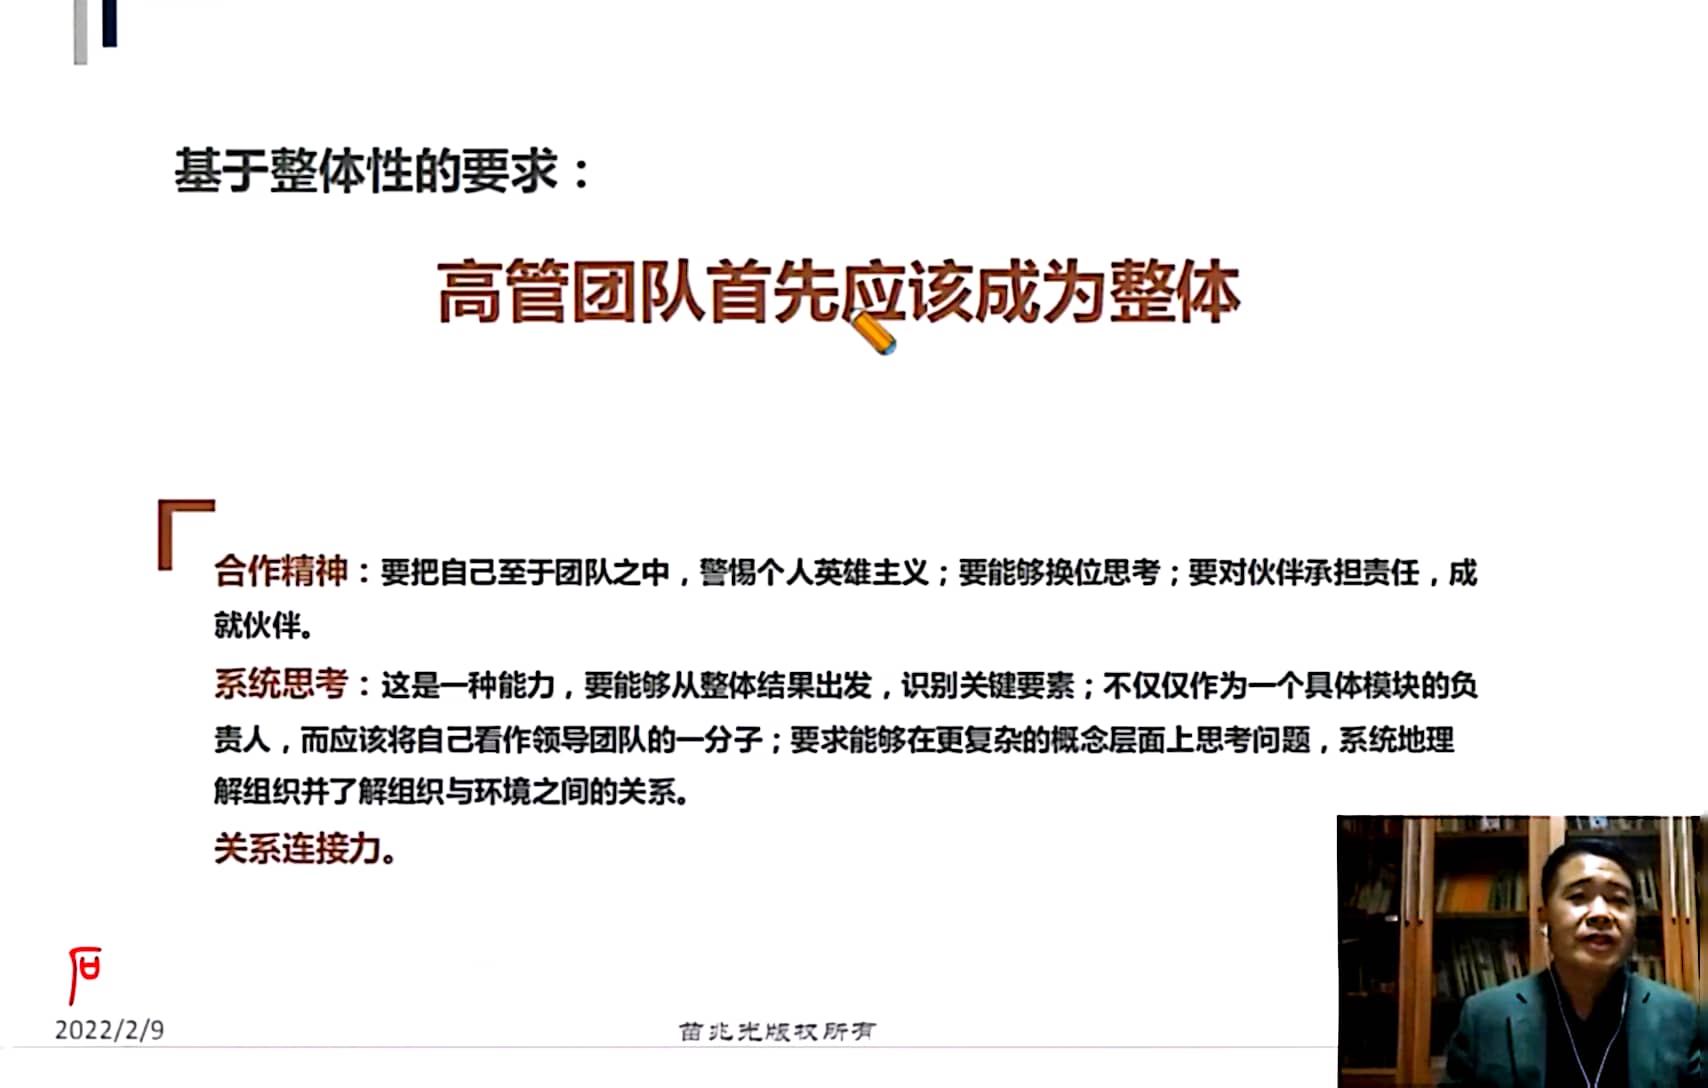 基于整体性的要求：
高管团队首先应该成为整体
合作精神：要把自己至于团队之中，警惕个人英雄主义；要能够换位思考；要对伙伴承担责任，成
就伙伴。
系统思考：这是一种能力，要能够从整体结果出发，识别关键要素；不仅仅作为一个具体模块的负
责人，而应该将自己看作领导团队的一分子；要求能够在更复杂的概念层面上思考问题，系统地理
解组织并了解组织与环境之间的关系。
关系连接力。
2022/2/9
苗兆光版权所有